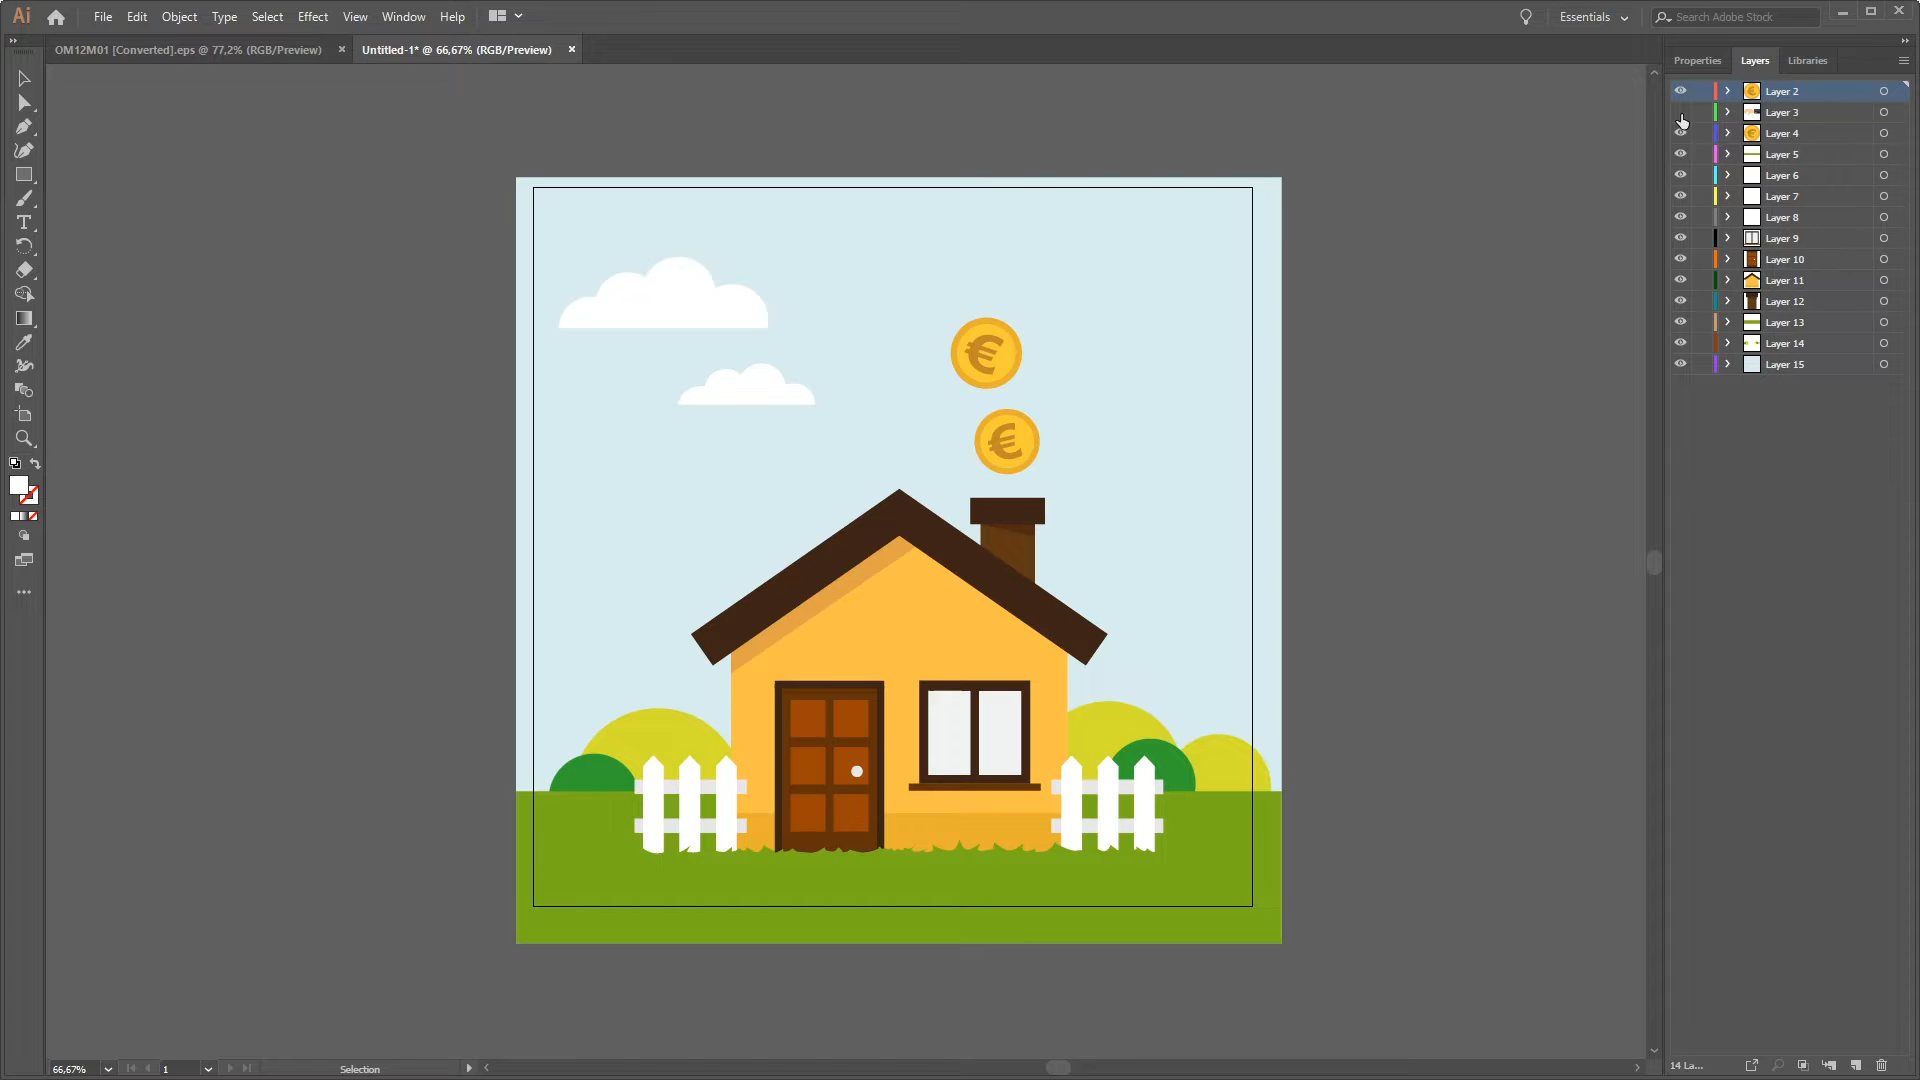 Ai File Edit Object Type Select Effect View Window Help Essentials Search Adobe Stock
OM12M01 [Converted].eps @ 77,2% (RGB/Preview) × Untitled-1* @ 66,67% (RGB/Preview) ×
Properties Layers Libraries
Layer 2
Layer 3
Layer 4
Layer 5
Layer 6
Layer 7
Layer 8
Layer 9
Layer 10
Layer 11
Layer 12
Layer 13
Layer 14
Layer 15
€
€
66,67% 1 Selection 14 La...